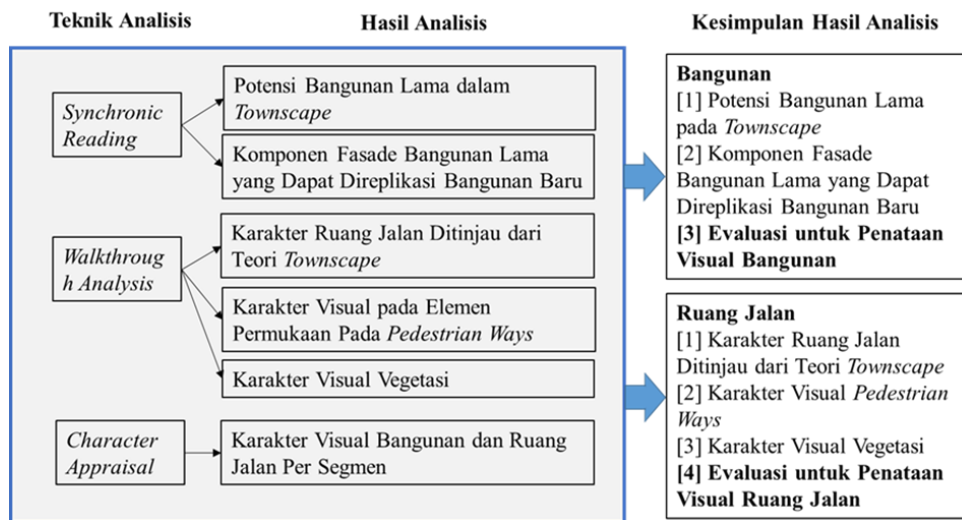 Teknik Analisis
Hasil Analisis
Kesimpulan Hasil Analisis
Synchronic
Reading
Potensi Bangunan Lama dalam
Townscape
Komponen Fasade Bangunan Lama
yang Dapat Direplikasi Bangunan Baru
Walkthroug
h Analysis
Karakter Ruang Jalan Ditinjau dari
Teori Townscape
Karakter Visual pada Elemen
Permukaan Pada Pedestrian Ways
Karakter Visual Vegetasi
Character
Appraisal
Karakter Visual Bangunan dan Ruang
Jalan Per Segmen
Bangunan
[1] Potensi Bangunan Lama
pada Townscape
[2] Komponen Fasade
Bangunan Lama yang Dapat
Direplikasi Bangunan Baru
[3] Evaluasi untuk Penataan
Visual Bangunan
Ruang Jalan
[1] Karakter Ruang Jalan
Ditinjau dari Teori Townscape
[2] Karakter Visual Pedestrian
Ways
[3] Karakter Visual Vegetasi
[4] Evaluasi untuk Penataan
Visual Ruang Jalan